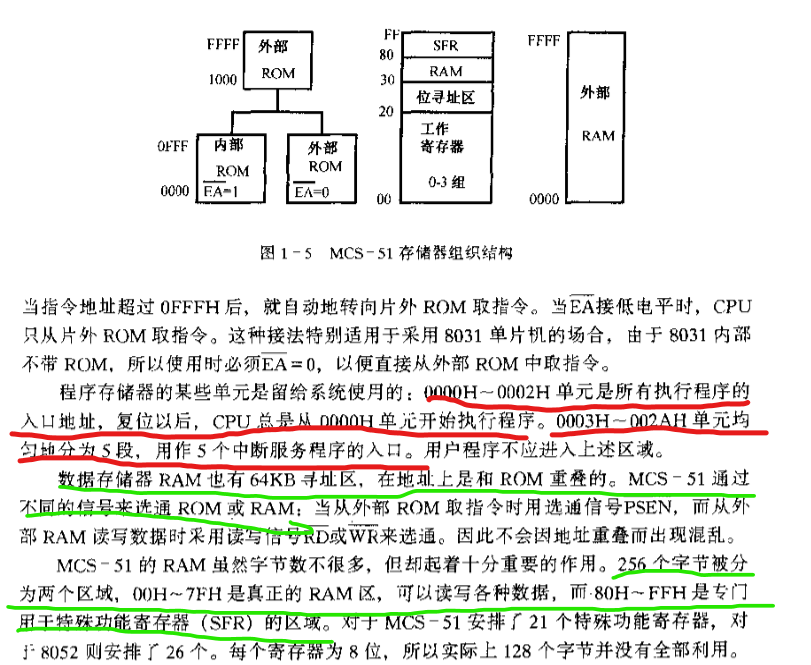 FFFF 外部 ROM 1000
0FFF 内部 ROM 0000 EA=1
外部 ROM EA=0
FF SFR
80 RAM
30 位寻址区
20 工作
寄存器
0-3 组
00
FFFF 外部
RAM
0000
图 1-5 MCS-51 存储器组织结构
当指令地址超过 0FFFH 后，就自动地转向片外 ROM 取指令。当E̅A̅接低电平时，CPU
只从片外 ROM 取指令。这种接法特别适用于采用 8031 单片机的场合，由于 8031 内部
不带 ROM，所以使用时必须E̅A̅=0，以便直接从外部 ROM 中取指令。
程序存储器的某些单元是留给系统使用的：0000H～0002H 单元是所有执行程序的
入口地址，复位以后，CPU 总是从 0000H 单元开始执行程序。0003H～002AH 单元均
匀地分为 5 段，用作 5 个中断服务程序的入口。用户程序不应进入上述区域。
数据存储器 RAM 也有 64KB 寻址区，在地址上是和 ROM 重叠的。MCS-51 通过
不同的信号来选通 ROM 或 RAM：当从外部 ROM 取指令时用选通信号PSEN，而从外
部 RAM 读写数据时采用读写信号R̅D̅或W̅R̅来选通。因此不会因地址重叠而出现混乱。
MCS-51 的 RAM 虽然字节数不很多，但却起着十分重要的作用。256 个字节被分
为两个区域，00H～7FH 是真正的 RAM 区，可以读写各种数据，而 80H～FFH 是专门
用于特殊功能寄存器（SFR）的区域。对于 MCS-51 安排了 21 个特殊功能寄存器，对
于 8052 则安排了 26 个。每个寄存器为 8 位，所以实际上 128 个字节并没有全部利用。